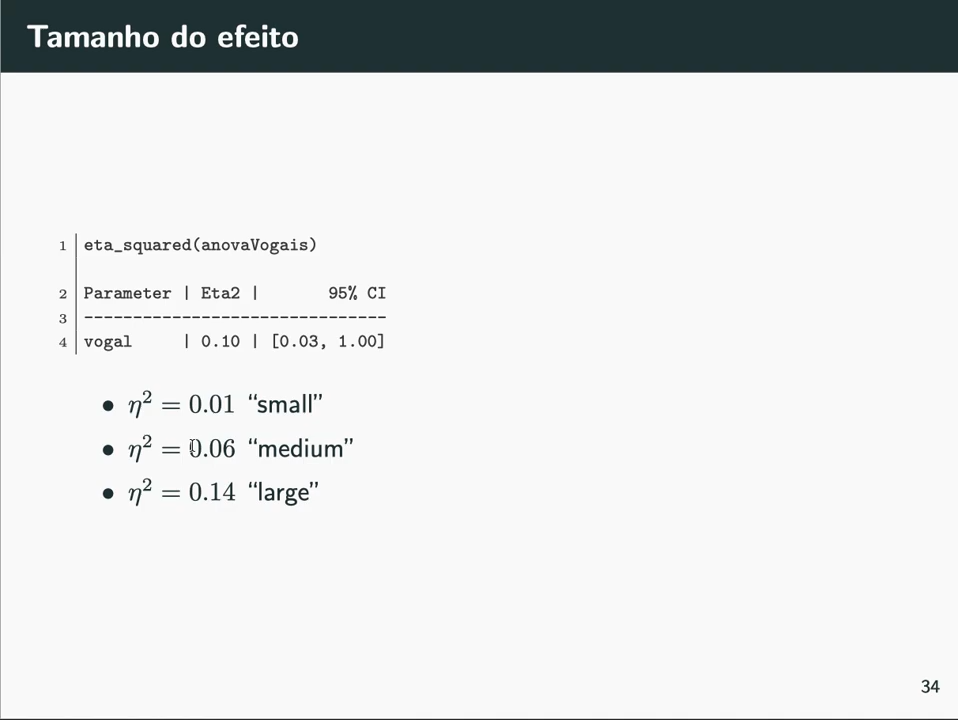 Tamanho do efeito
1 eta_squared(anovaVogais)
2 Parameter | Eta2 | 95% CI
3 -------------------------------
4 vogal | 0.10 | [0.03, 1.00]
• η² = 0.01 “small”
• η² = 0.06 “medium”
• η² = 0.14 “large”
34